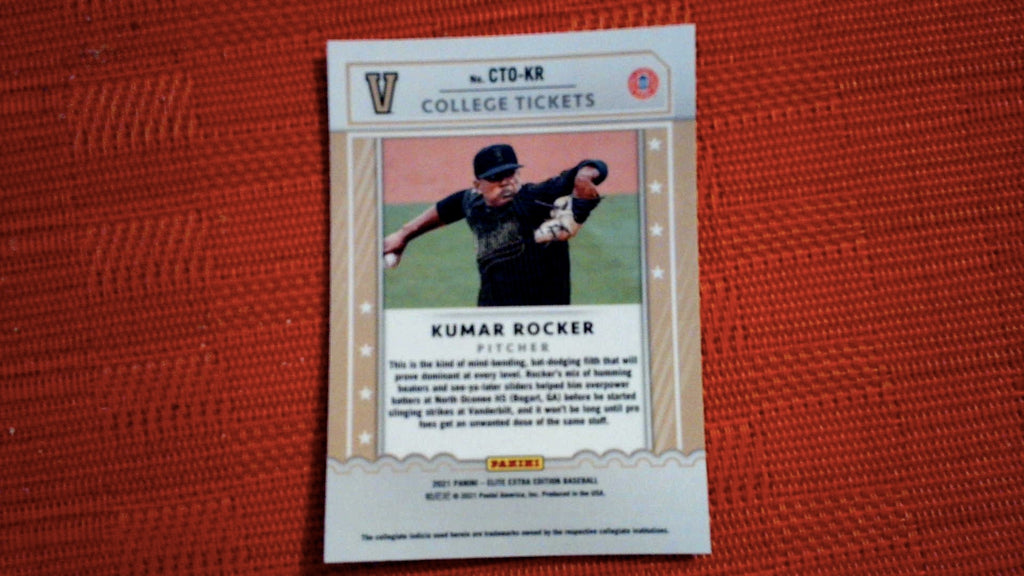 V
No. CTO-KR
COLLEGE TICKETS
KUMAR ROCKER
PITCHER
This is the kind of mind-bending, bat-dodging filth that will
prove dominant at every level. Rocker's mix of humming
heaters and see-ya-later sliders helped him overpower
batters at North Oconee HS (Bogart, GA) before he started
slinging strikes at Vanderbilt, and it won't be long until pro
foes get an unwanted dose of the same stuff.
PANINI
2021 PANINI – ELITE EXTRA EDITION BASEBALL
© 2021 Panini America, Inc. Produced in the USA.
The collegiate indicia used herein are trademarks owned by the respective collegiate institutions.